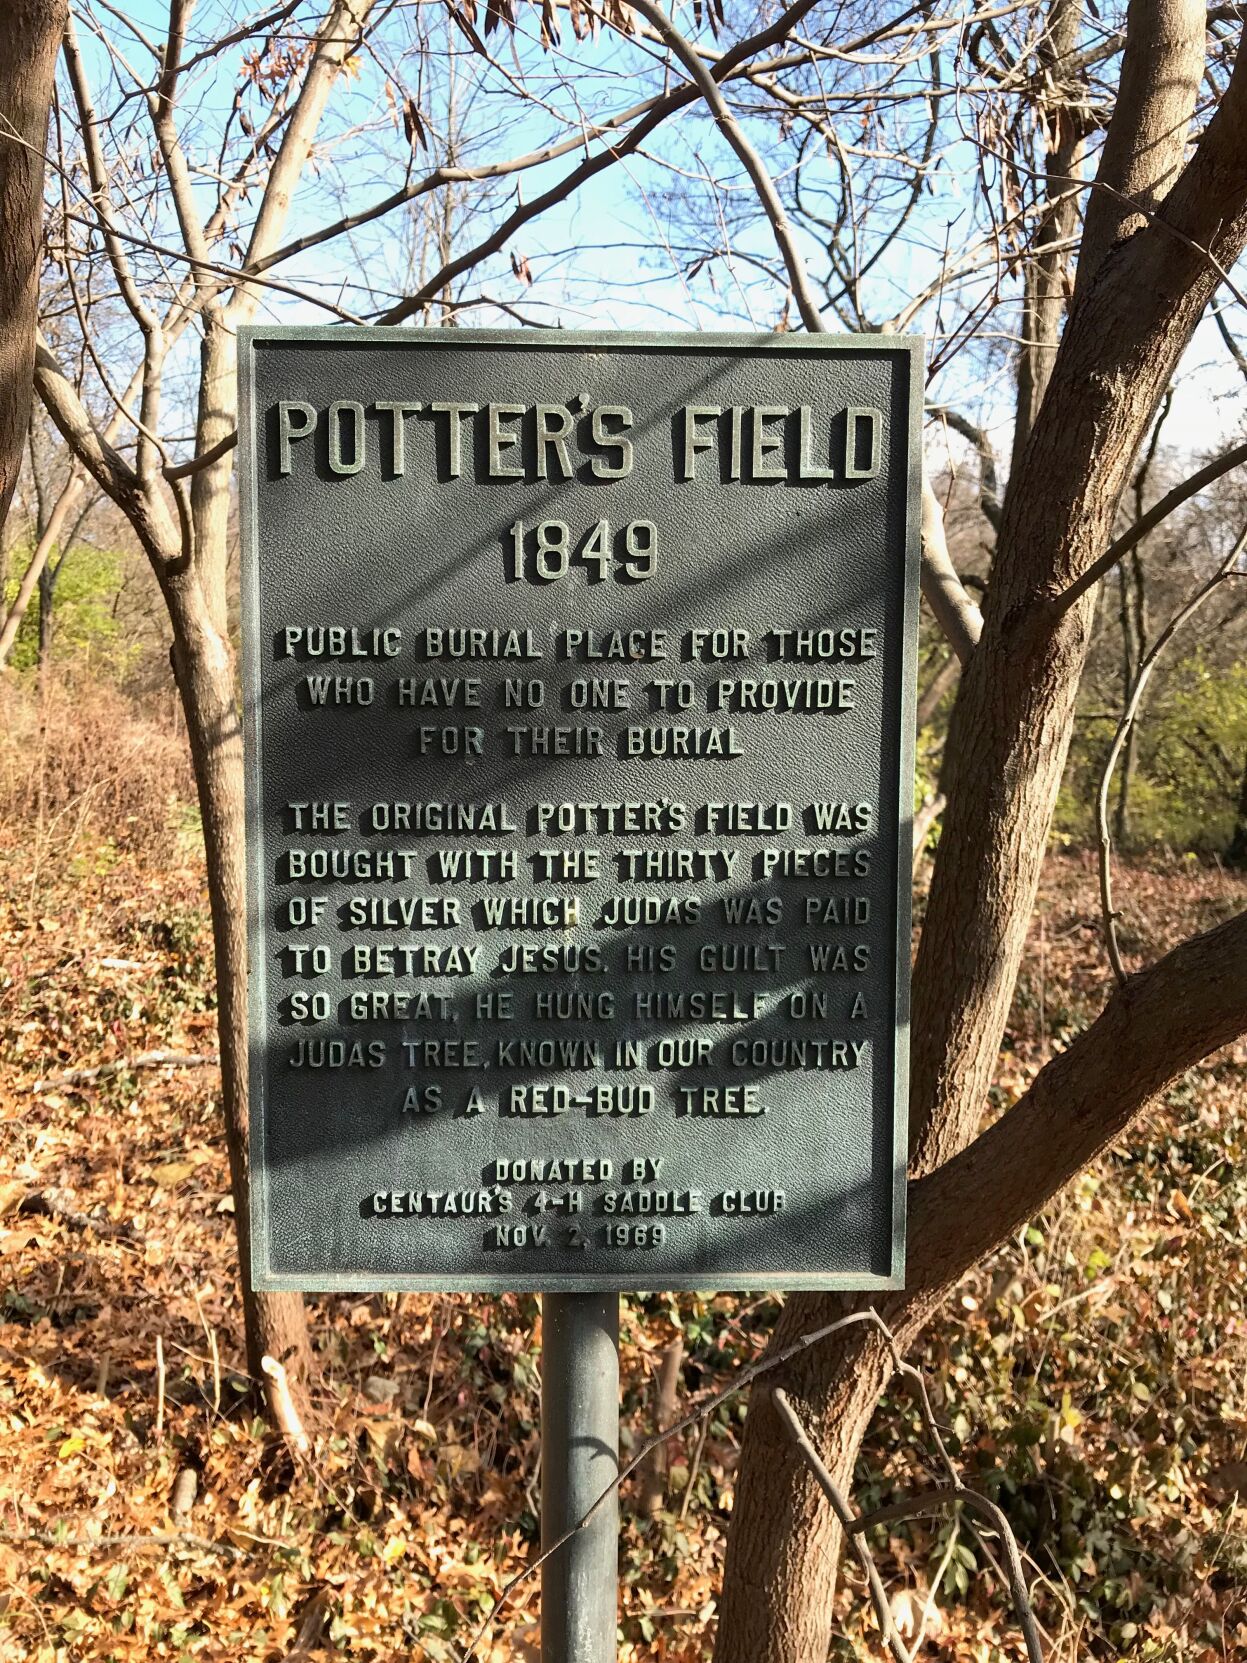 POTTER'S FIELD
1849
PUBLIC BURIAL PLACE FOR THOSE
WHO HAVE NO ONE TO PROVIDE
FOR THEIR BURIAL
THE ORIGINAL POTTER'S FIELD WAS
BOUGHT WITH THE THIRTY PIECES
OF SILVER WHICH JUDAS WAS PAID
TO BETRAY JESUS. HIS GUILT WAS
SO GREAT, HE HUNG HIMSELF ON A
JUDAS TREE, KNOWN IN OUR COUNTRY
AS A RED-BUD TREE.
DONATED BY
CENTAUR'S 4-H SADDLE CLUB
NOV. 2, 1969